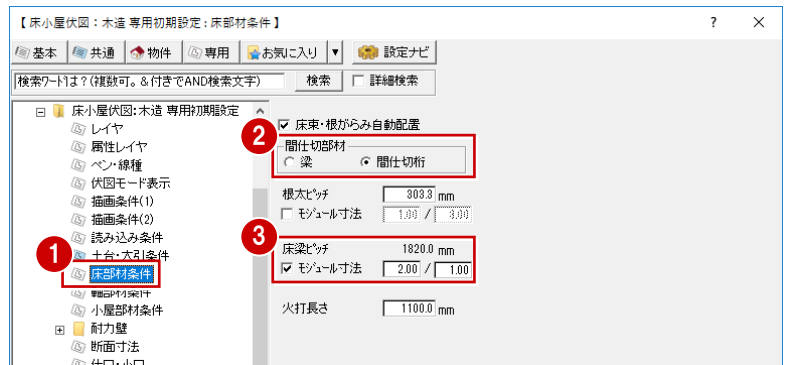 【 床小屋伏図：木造 専用初期設定 : 床部材条件 】 ? ×
基本 共通 物件 専用 お気に入り ▼ 設定ナビ
検索ワードは？(複数可。＆付きでAND検索文字) 検索 詳細検索
床小屋伏図:木造 専用初期設定
レイヤ
属性レイヤ
ペン･線種
伏図モード表示
描画条件(1)
描画条件(2)
読み込み条件
土台･大引条件
1
床部材条件
軸部材条件
小屋部材条件
耐力壁
断面寸法
仕口･小口
床束･根がらみ自動配置
2
間仕切部材
梁 間仕切桁
根太ピッチ 303.3 mm
モジュール寸法 1.00 / 3.00
3
床梁ピッチ 1820.0 mm
モジュール寸法 2.00 / 1.00
火打長さ 1100.0 mm